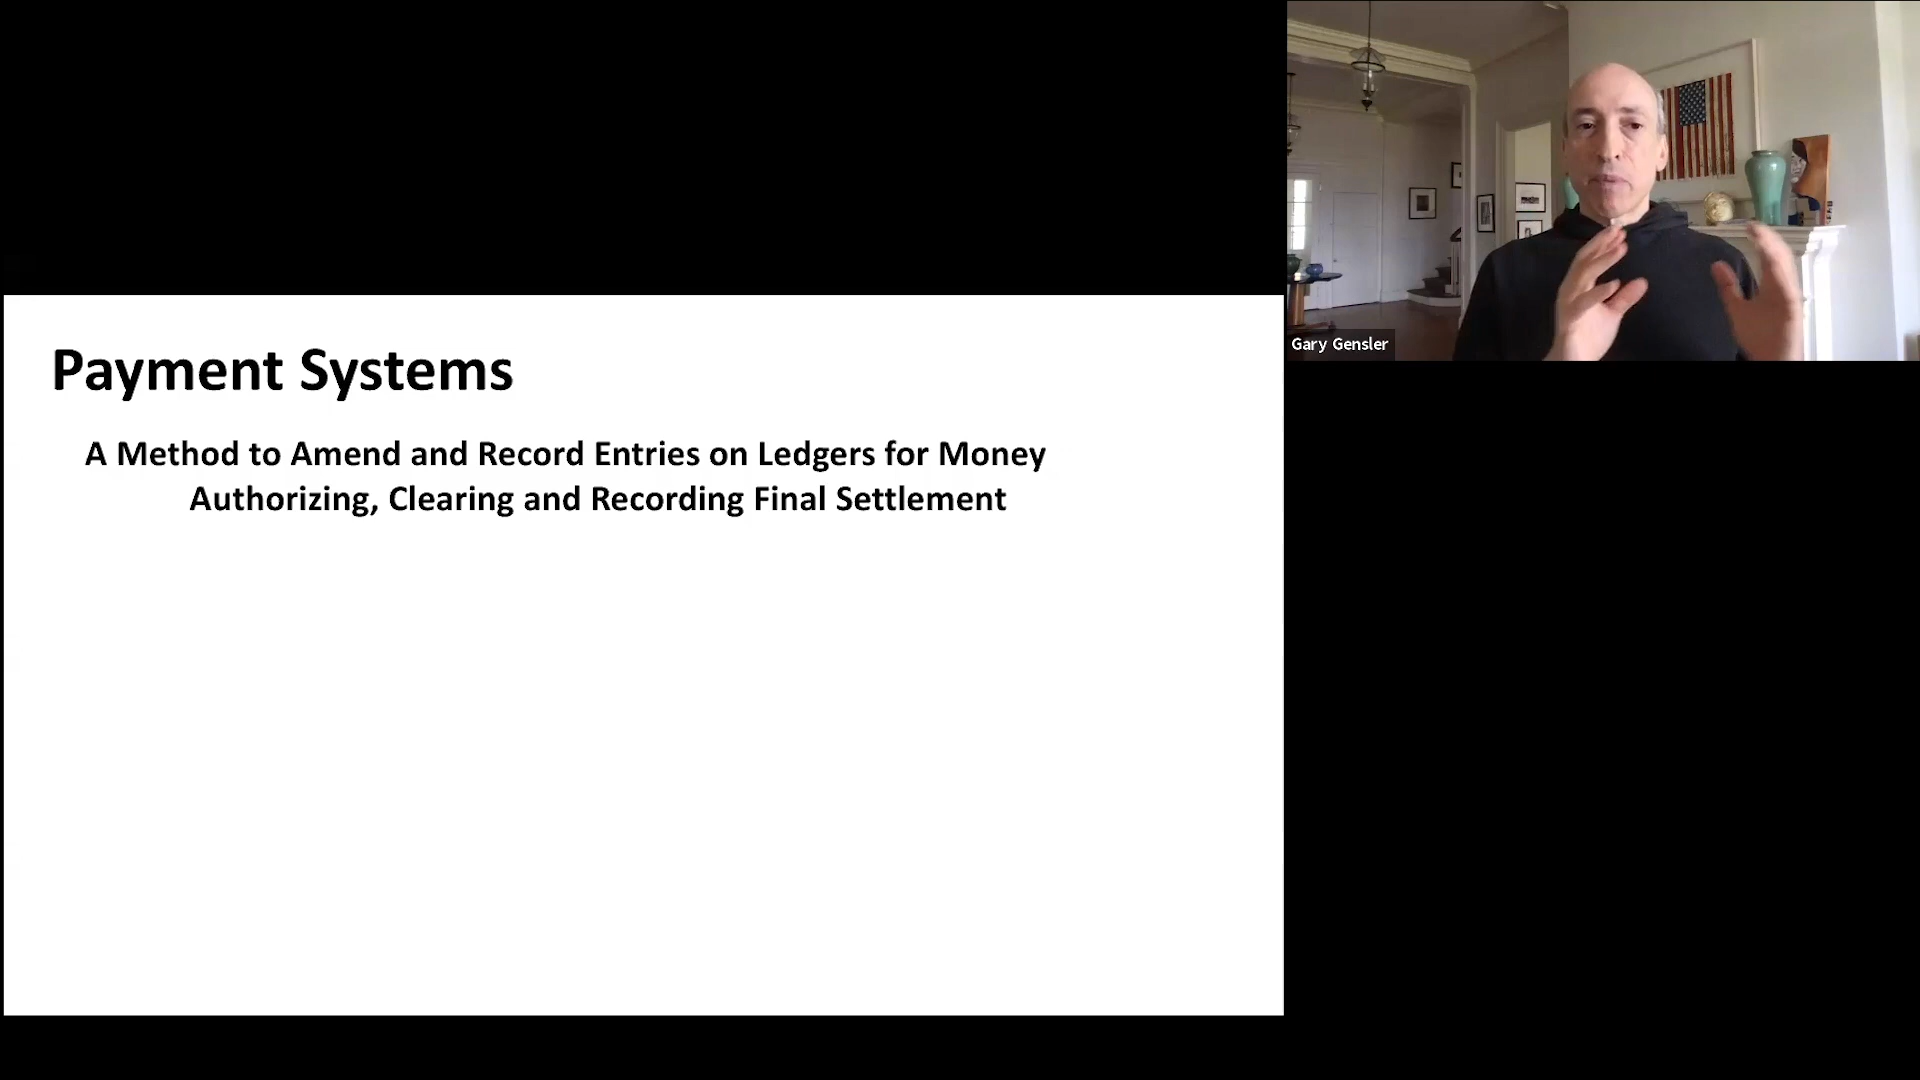 Payment Systems
A Method to Amend and Record Entries on Ledgers for Money
Authorizing, Clearing and Recording Final Settlement
Gary Gensler